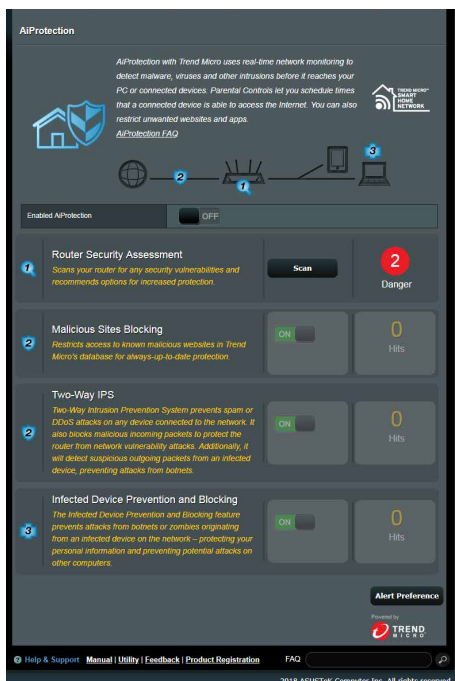 AiProtection
AiProtection with Trend Micro uses real-time network monitoring to
detect malware, viruses and other intrusions before it reaches your
PC or connected devices. Parental Controls let you schedule times
that a connected device is able to access the Internet. You can also
restrict unwanted websites and apps.
AiProtection FAQ
TREND MICRO™
SMART
HOME
NETWORK
3
2
1
Enabled AiProtection
OFF
1
Router Security Assessment
Scans your router for any security vulnerabilities and
recommends options for increased protection.
Scan
2
Danger
2
Malicious Sites Blocking
Restricts access to known malicious websites in Trend
Micro's database for always-up-to-date protection.
ON
0
Hits
2
Two-Way IPS
Two-Way Intrusion Prevention System prevents spam or
DDoS attacks on any device connected to the network. It
also blocks malicious incoming packets to protect the
router from network vulnerability attacks. Additionally, it
will detect suspicious outgoing packets from an infected
device, preventing attacks from botnets.
ON
0
Hits
3
Infected Device Prevention and Blocking
The Infected Device Prevention and Blocking feature
prevents attacks from botnets or zombies originating
from an infected device on the network – protecting your
personal information and preventing potential attacks on
other computers.
ON
0
Hits
Alert Preference
Powered by
TREND
MICRO
Help & Support Manual | Utility | Feedback | Product Registration FAQ
2018 ASUSTeK Computer Inc. All rights reserved